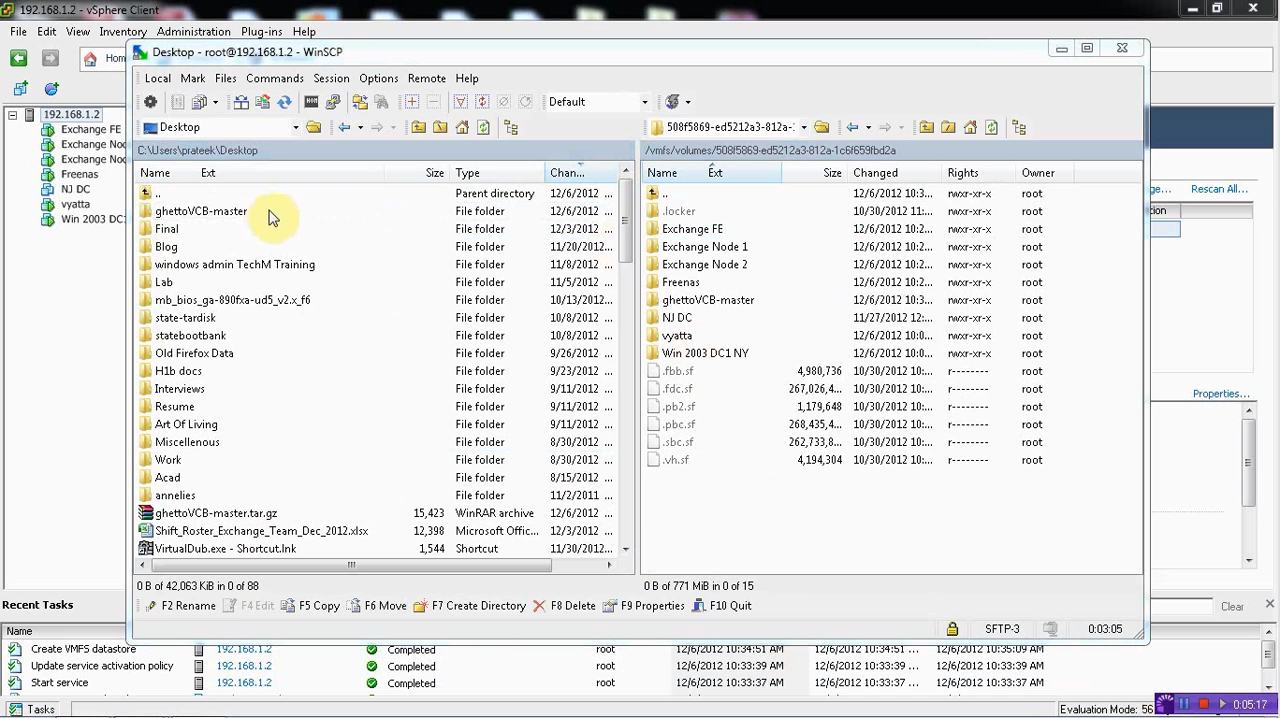 192.168.1.2 - vSphere Client
File Edit View Inventory Administration Plug-ins Help
Desktop - root@192.168.1.2 - WinSCP
Local Mark Files Commands Session Options Remote Help
Default
Desktop 508f5869-ed5212a3-812a-
C:\Users\prateek\Desktop /vmfs/volumes/508f5869-ed5212a3-812a-1c6f659fbd2a
Name Ext Size Type Chan... Name Ext Size Changed Rights Owner
.. Parent directory 12/6/2012 ... .. 12/6/2012 10:3... rwxr-xr-x root
ghettoVCB-master File folder 12/6/2012 ... .locker 10/30/2012 11:... rwxr-xr-x root
Final File folder 12/3/2012 ... Exchange FE 12/6/2012 10:2... rwxr-xr-x root
Blog File folder 11/20/2012... Exchange Node 1 12/6/2012 10:2... rwxr-xr-x root
windows admin TechM Training File folder 11/8/2012 ... Exchange Node 2 12/6/2012 10:2... rwxr-xr-x root
Lab File folder 11/5/2012 ... Freenas 12/6/2012 10:2... rwxr-xr-x root
mb_bios_ga-890fxa-ud5_v2.x_f6 File folder 10/13/2012... ghettoVCB-master 12/6/2012 10:3... rwxr-xr-x root
state-tardisk File folder 10/8/2012 ... NJ DC 11/27/2012 12:... rwxr-xr-x root
statebootbank File folder 10/8/2012 ... vyatta 12/6/2012 10:0... rwxr-xr-x root
Old Firefox Data File folder 9/26/2012 ... Win 2003 DC1 NY 12/6/2012 10:0... rwxr-xr-x root
H1b docs File folder 9/23/2012 ... .fbb.sf 4,980,736 10/30/2012 10:... r-------- root
Interviews File folder 9/11/2012 ... .fdc.sf 267,026,4... 10/30/2012 10:... r-------- root
Resume File folder 9/11/2012 ... .pb2.sf 1,179,648 10/30/2012 10:... r-------- root
Art Of Living File folder 9/11/2012 ... .pbc.sf 268,435,4... 10/30/2012 10:... r-------- root
Miscellenous File folder 8/30/2012 ... .sbc.sf 262,733,8... 10/30/2012 10:... r-------- root
Work File folder 8/30/2012 ... .vh.sf 4,194,304 10/30/2012 10:... r-------- root
Acad File folder 8/15/2012 ...
annelies File folder 11/2/2011 ...
ghettoVCB-master.tar.gz 15,423 WinRAR archive 12/6/2012 ...
Shift_Roster_Exchange_Team_Dec_2012.xlsx 12,398 Microsoft Offic... 12/3/2012 ...
VirtualDub.exe - Shortcut.lnk 1,544 Shortcut 11/30/2012...
0 B of 42,063 KiB in 0 of 88 0 B of 771 MiB in 0 of 15
F2 Rename F4 Edit F5 Copy F6 Move F7 Create Directory F8 Delete F9 Properties F10 Quit
SFTP-3 0:03:05
Hom
192.168.1.2
Exchange FE
Exchange Noc
Exchange Noc
Freenas
NJ DC
vyatta
Win 2003 DC
ge... Rescan All...
tion
Properties...
Recent Tasks Clear
Name
Create VMFS datastore 192.168.1.2 Completed root 12/6/2012 10:34:51 AM 12/6/2012 10:35:09 AM
Update service activation policy 192.168.1.2 Completed root 12/6/2012 10:33:39 AM 12/6/2012 10:33:39 AM
Start service 192.168.1.2 Completed root 12/6/2012 10:33:37 AM 12/6/2012 10:33:37 AM
Tasks Evaluation Mode: 56 0:05:17